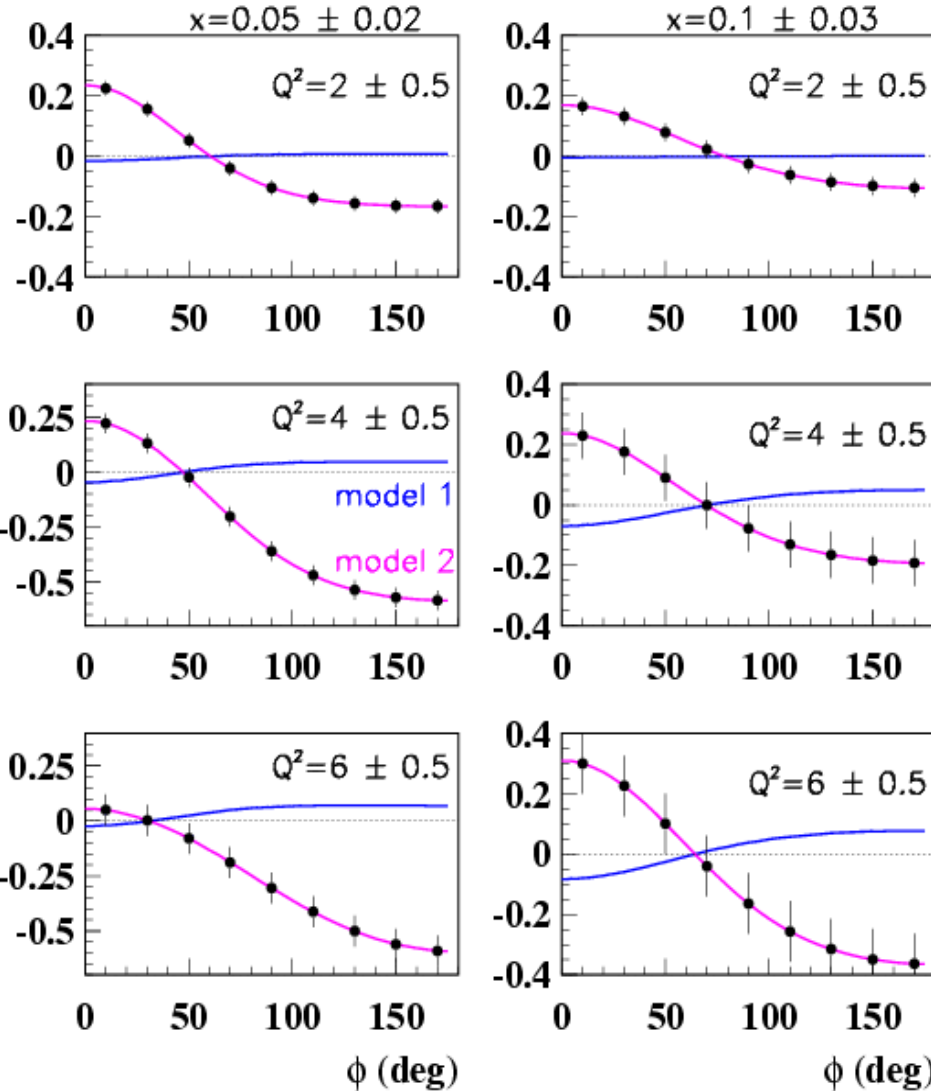 x=0.05 ± 0.02
x=0.1 ± 0.03
0.4
Q²=2 ± 0.5
0.2
0
-0.2
-0.4
0 50 100 150
0.4
Q²=2 ± 0.5
0.2
0
-0.2
-0.4
0 50 100 150
Q²=4 ± 0.5
0.25
0
model 1
-0.25
model 2
-0.5
0 50 100 150
0.4
Q²=4 ± 0.5
0.2
0
-0.2
-0.4
0 50 100 150
Q²=6 ± 0.5
0.25
0
-0.25
-0.5
0 50 100 150
ϕ (deg)
0.4
Q²=6 ± 0.5
0.2
0
-0.2
-0.4
0 50 100 150
ϕ (deg)